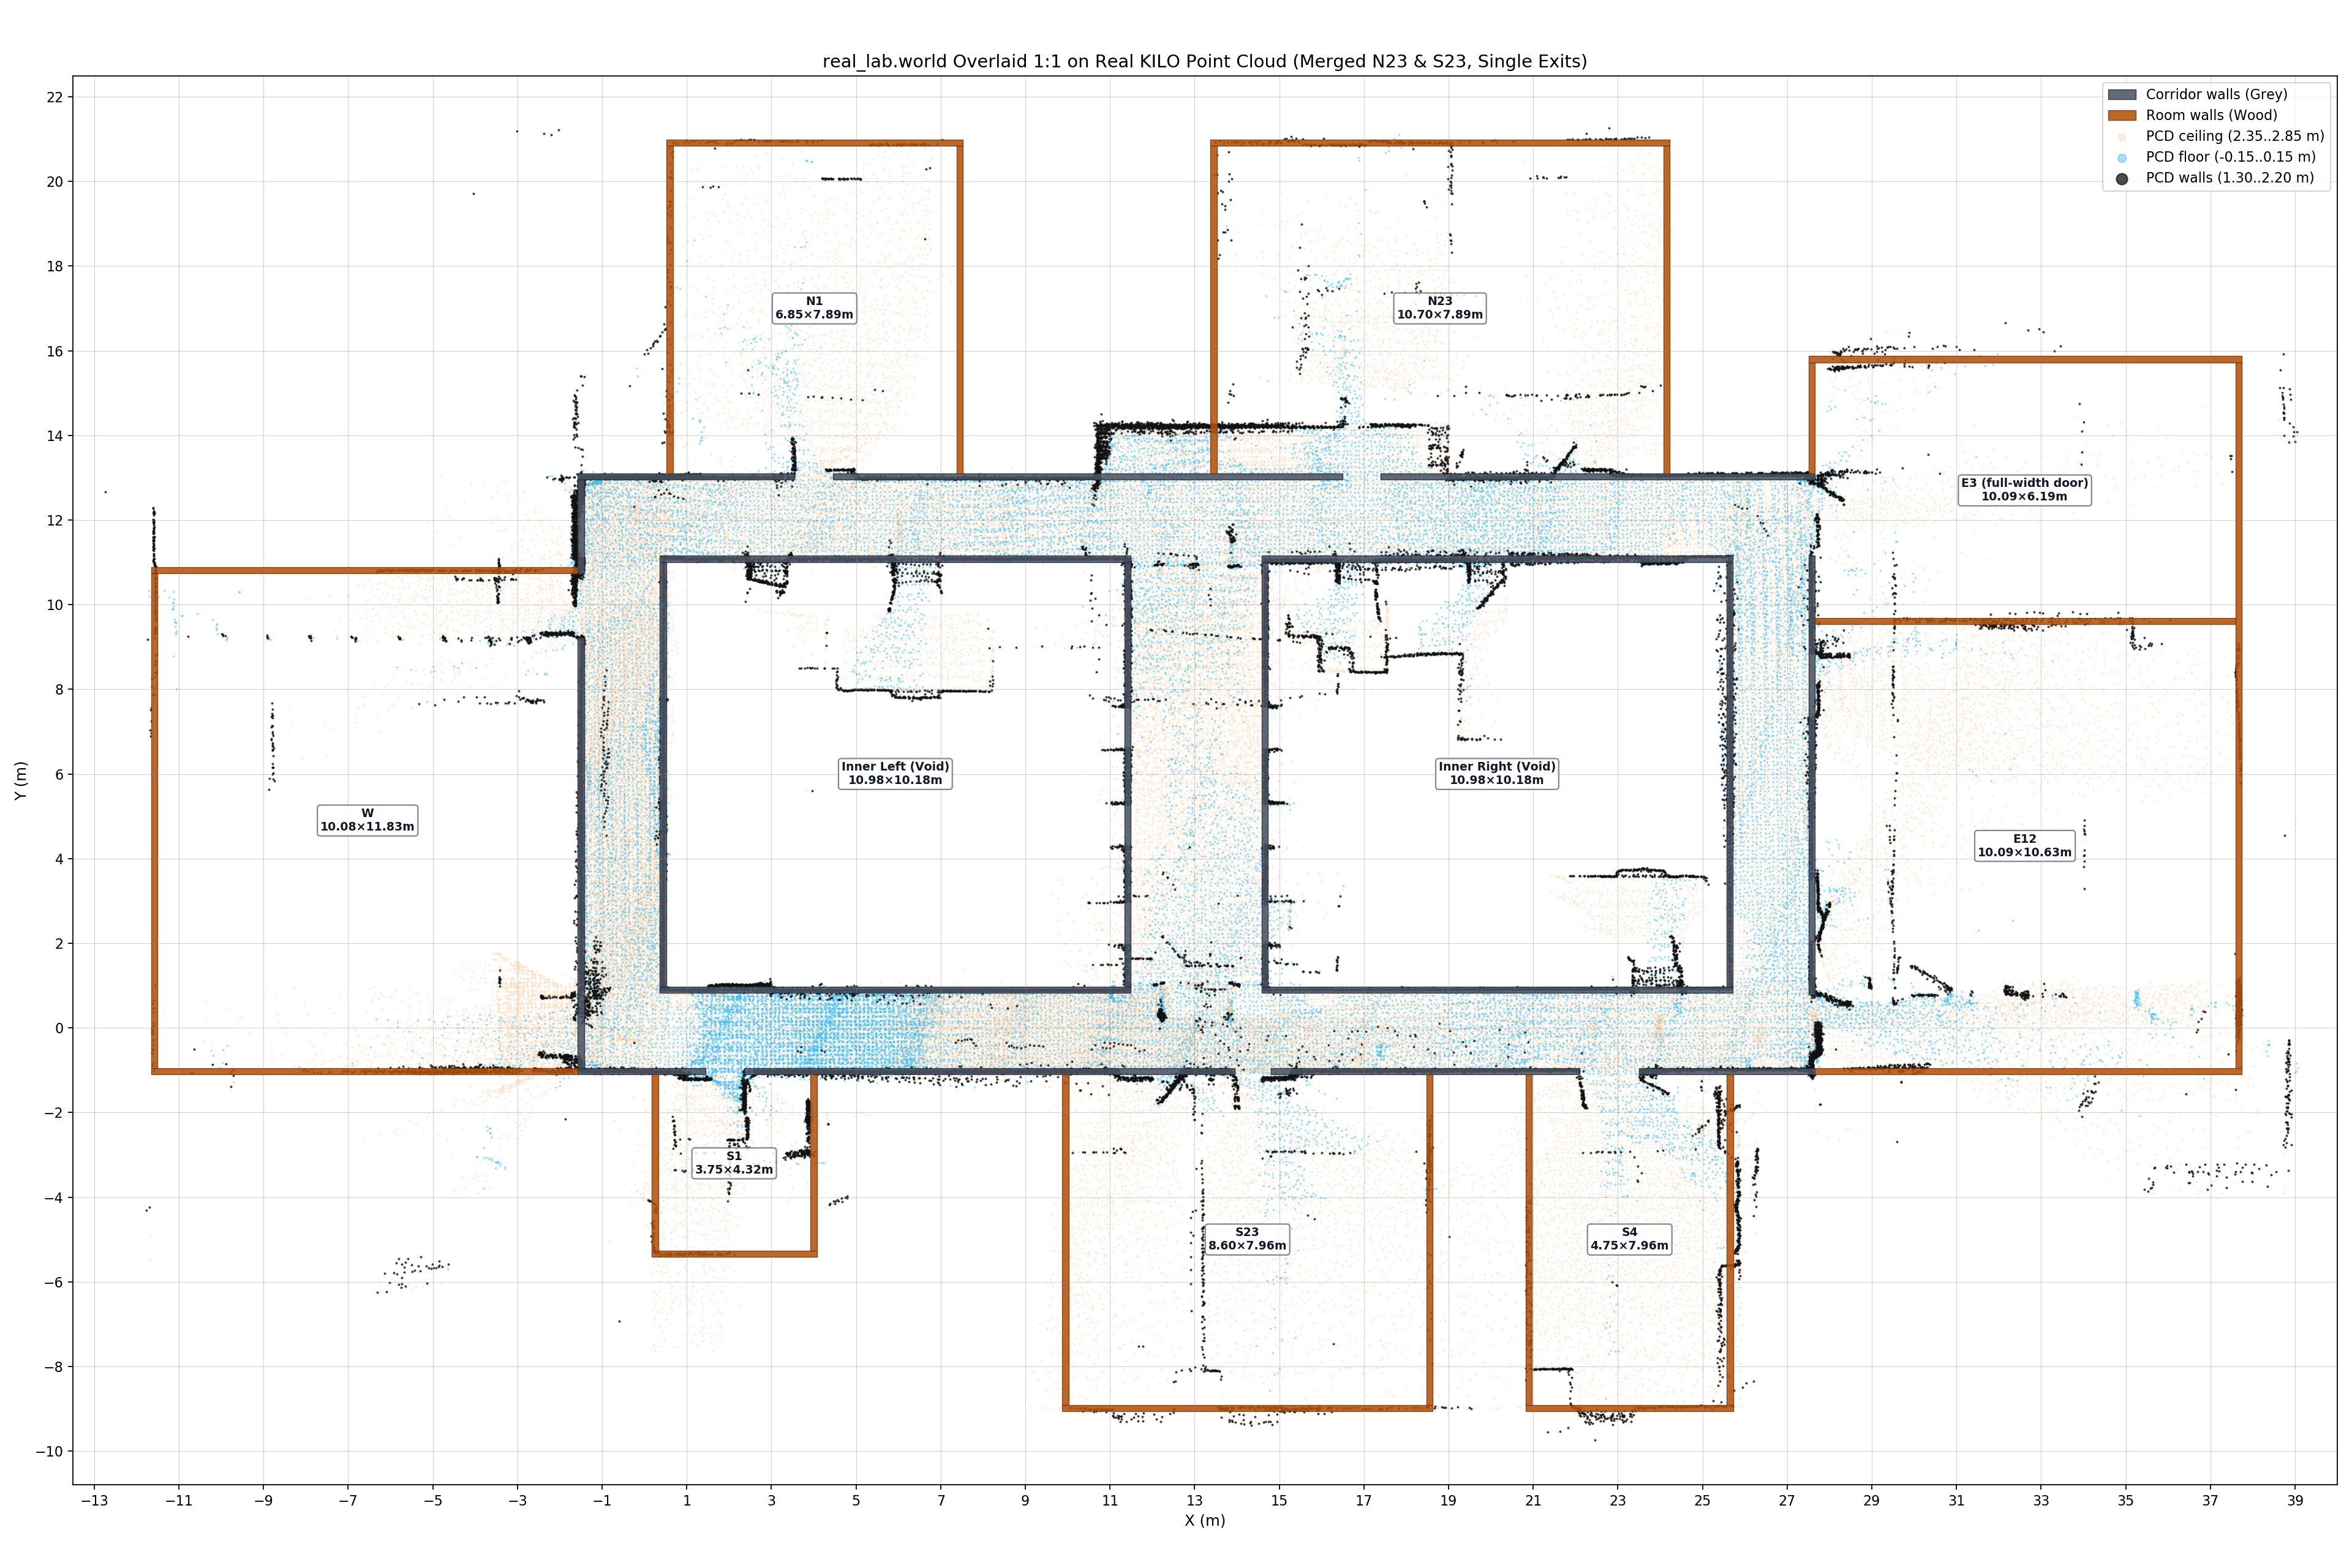 real_lab.world Overlaid 1:1 on Real KILO Point Cloud (Merged N23 & S23, Single Exits)
Corridor walls (Grey)
Room walls (Wood)
PCD ceiling (2.35..2.85 m)
PCD floor (-0.15..0.15 m)
PCD walls (1.30..2.20 m)
22
20
18
16
14
12
10
8
6
4
2
0
−2
−4
−6
−8
−10
Y (m)
N1
6.85×7.89m
N23
10.70×7.89m
E3 (full-width door)
10.09×6.19m
Inner Left (Void)
10.98×10.18m
Inner Right (Void)
10.98×10.18m
W
10.08×11.83m
E12
10.09×10.63m
S1
3.75×4.32m
S23
8.60×7.96m
S4
4.75×7.96m
−13 −11 −9 −7 −5 −3 −1 1 3 5 7 9 11 13 15 17 19 21 23 25 27 29 31 33 35 37 39
X (m)